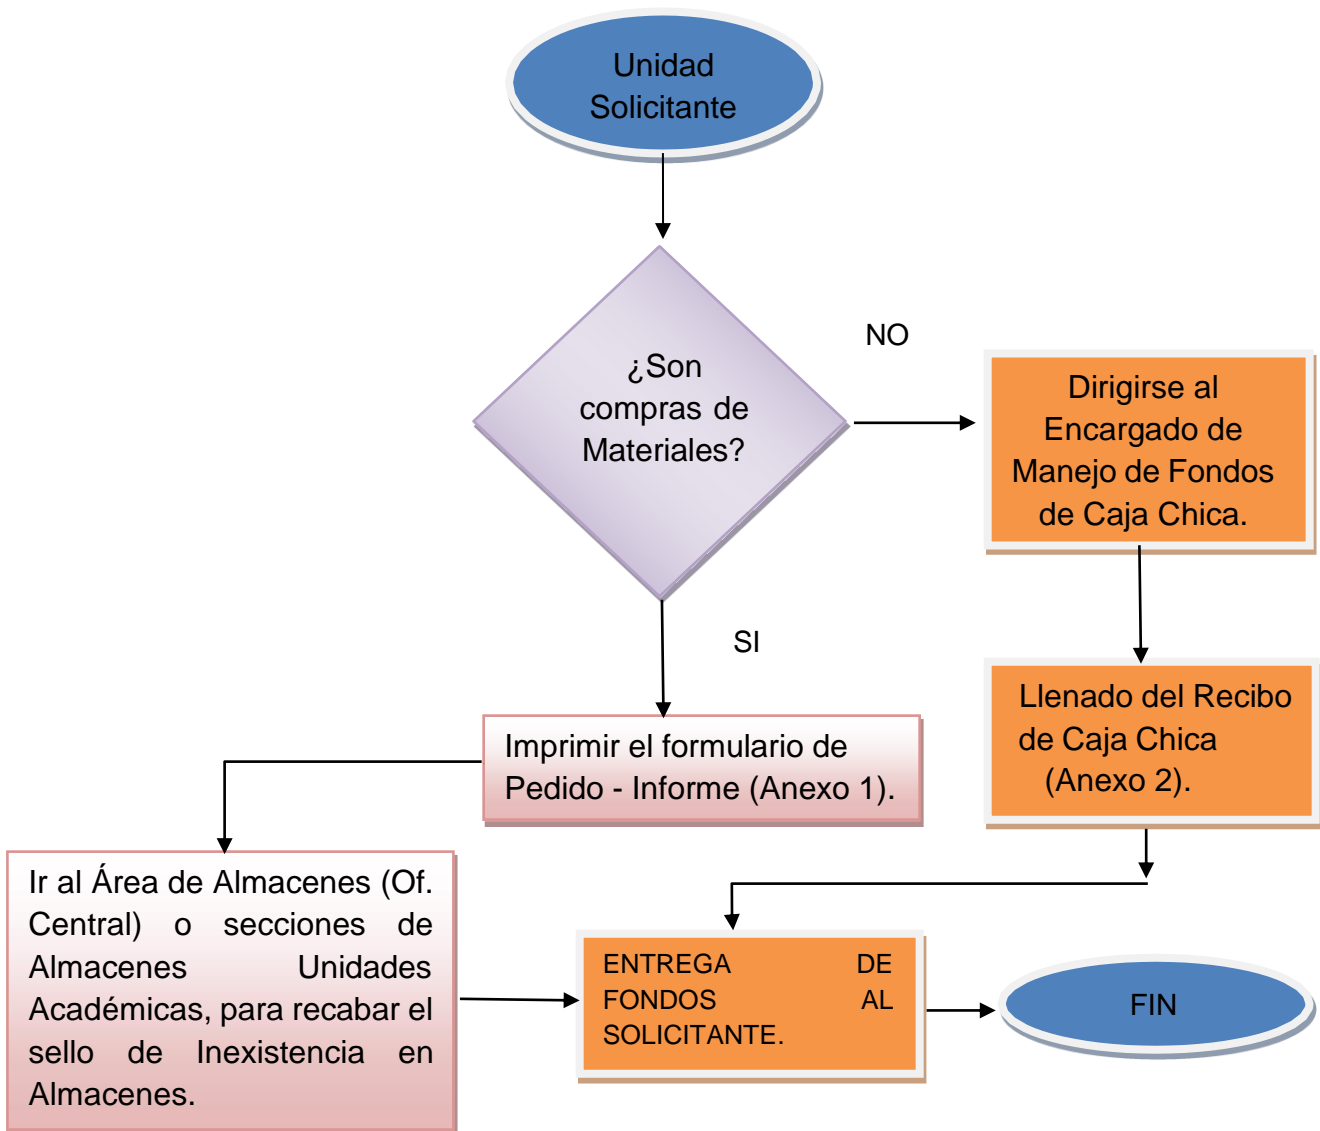 Unidad
Solicitante
¿Son
compras de
Materiales?
NO
Dirigirse al
Encargado de
Manejo de Fondos
de Caja Chica.
SI
Llenado del Recibo
de Caja Chica
(Anexo 2).
Imprimir el formulario de
Pedido - Informe (Anexo 1).
Ir al Área de Almacenes (Of.
Central) o secciones de
Almacenes Unidades
Académicas, para recabar el
sello de Inexistencia en
Almacenes.
ENTREGA DE
FONDOS AL
SOLICITANTE.
FIN